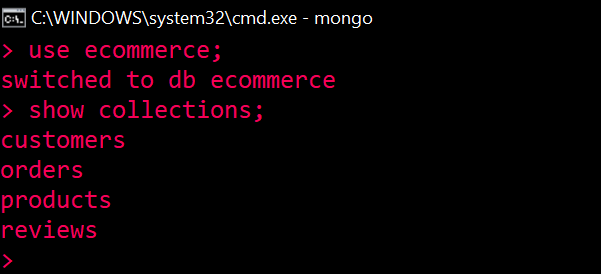 C:\WINDOWS\system32\cmd.exe - mongo
> use ecommerce;
switched to db ecommerce
> show collections;
customers
orders
products
reviews
>